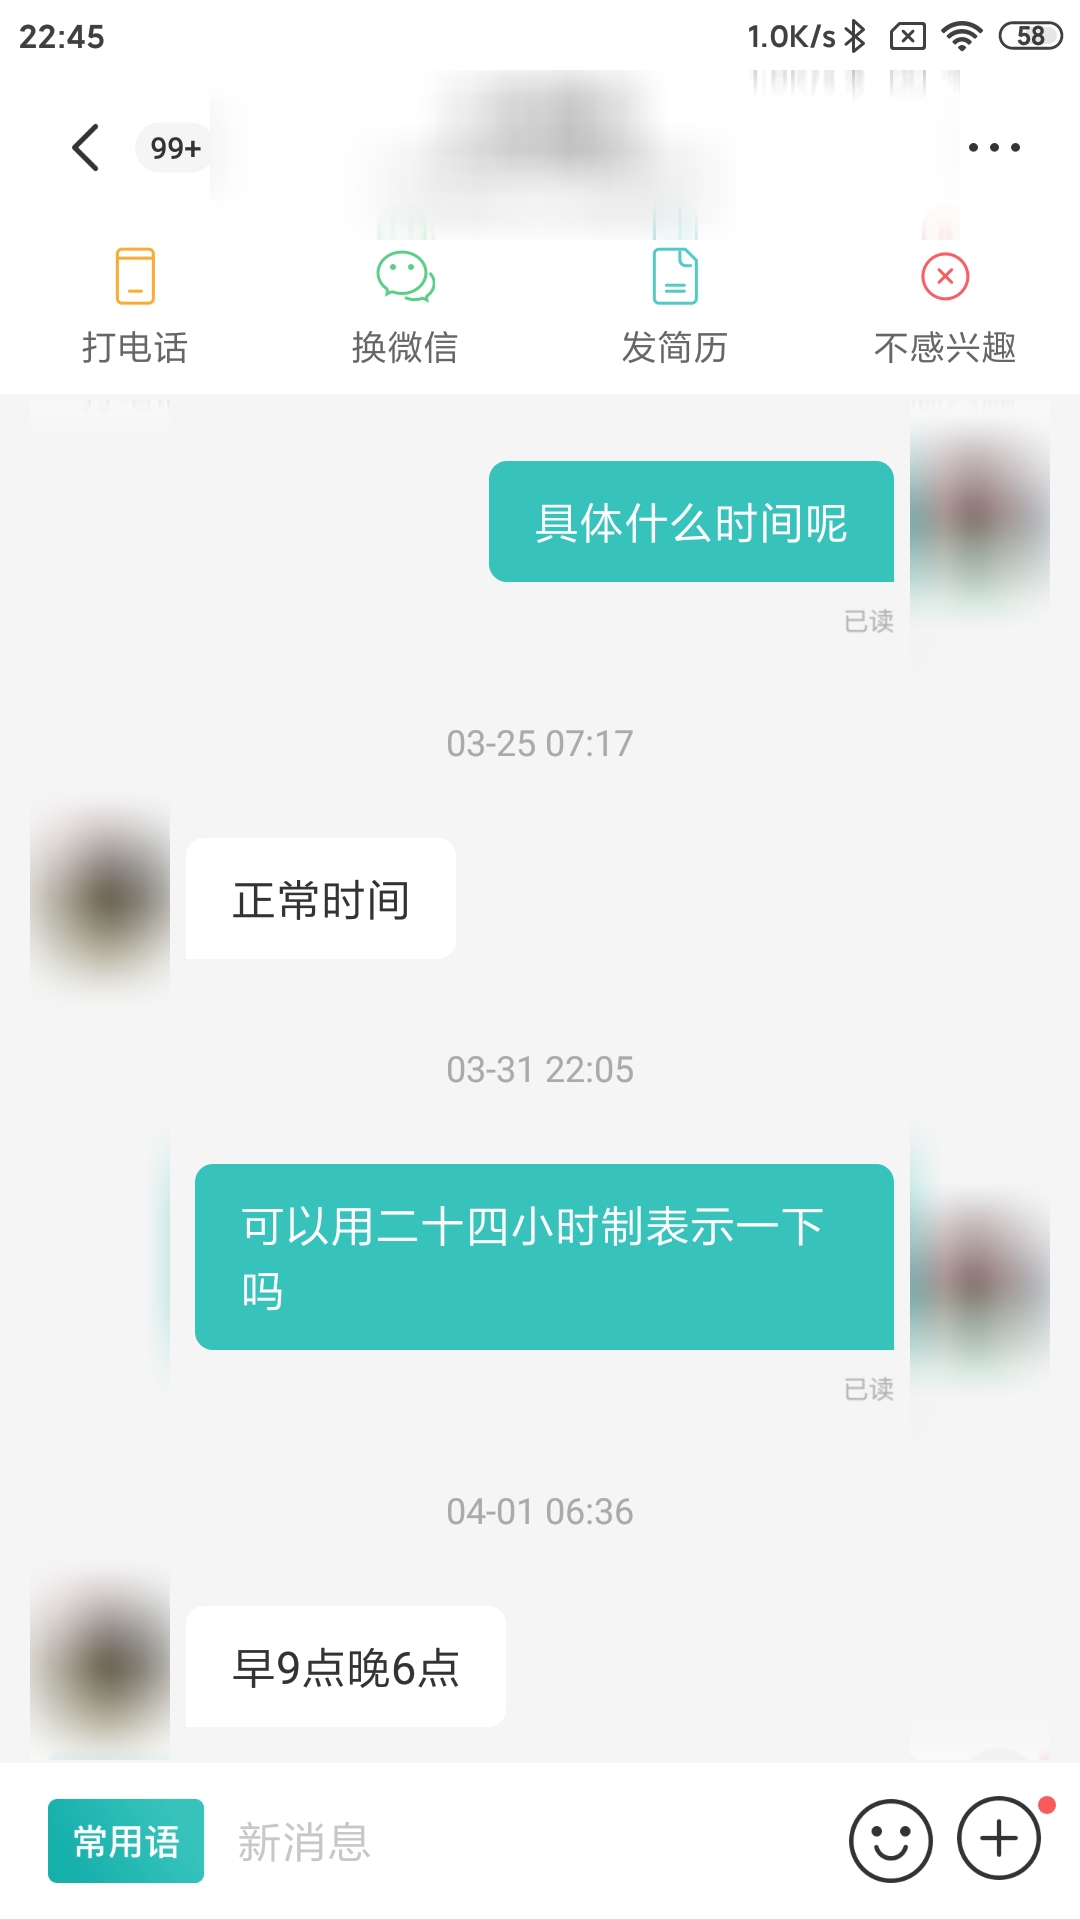 22:45
1.0K/s
58
99+
打电话
换微信
发简历
不感兴趣
具体什么时间呢
已读
03-25 07:17
正常时间
03-31 22:05
可以用二十四小时制表示一下
吗
已读
04-01 06:36
早9点晚6点
常用语
新消息